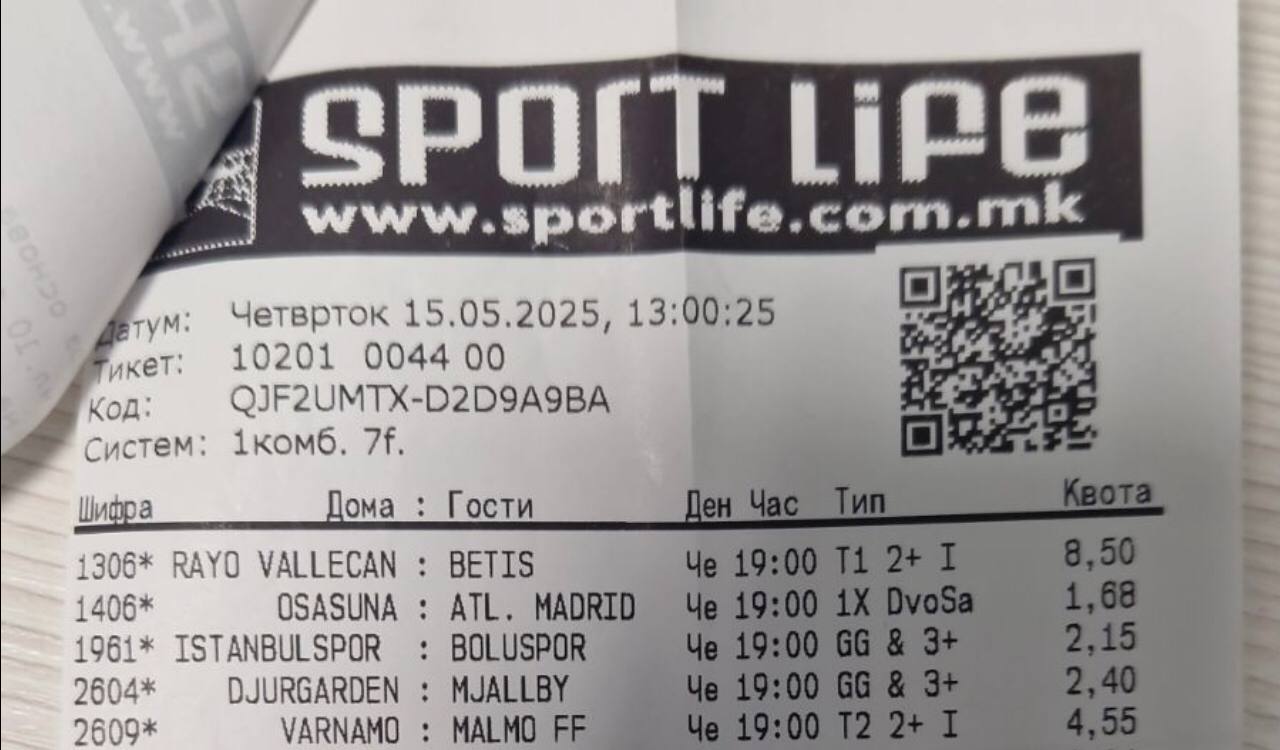 SPORT LIFE
www.sportlife.com.mk
Датум: Четврток 15.05.2025, 13:00:25
Тикет: 10201 0044 00
Код: QJF2UMTX-D2D9A9BA
Систем: 1комб. 7f.
Шифра Дома : Гости Ден Час Тип Квота
1306* RAYO VALLECAN : BETIS Че 19:00 T1 2+ I 8,50
1406* OSASUNA : ATL. MADRID Че 19:00 1X DvoSa 1,68
1961* ISTANBULSPOR : BOLUSPOR Че 19:00 GG & 3+ 2,15
2604* DJURGARDEN : MJALLBY Че 19:00 GG & 3+ 2,40
2609* VARNAMO : MALMO FF Че 19:00 T2 2+ I 4,55